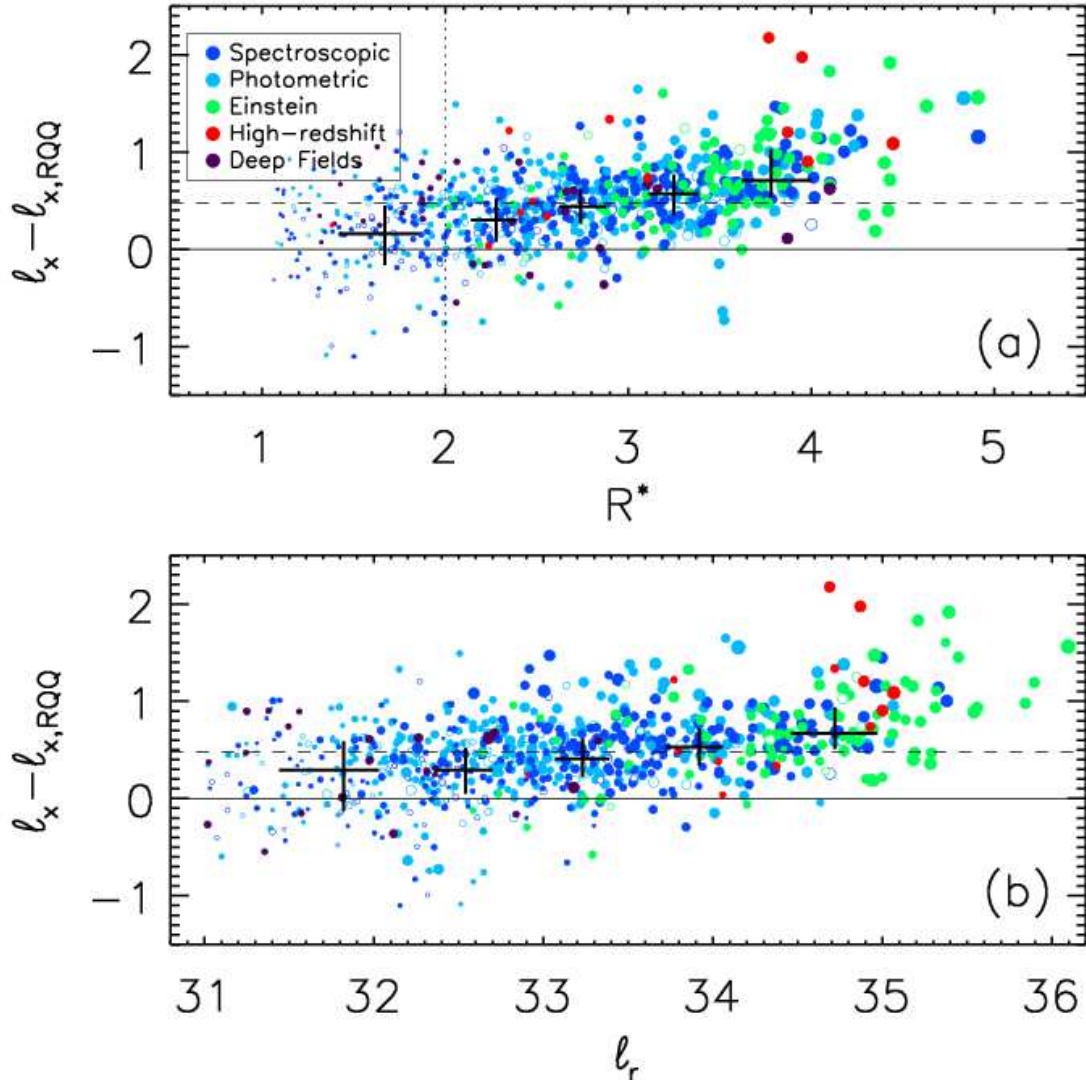 2
Spectroscopic
Photometric
Einstein
High-redshift
Deep Fields
1
0
-1
ℓx-ℓx,RQQ
(a)
1 2 3 4 5
R*
2
1
0
-1
ℓx-ℓx,RQQ
(b)
31 32 33 34 35 36
ℓr